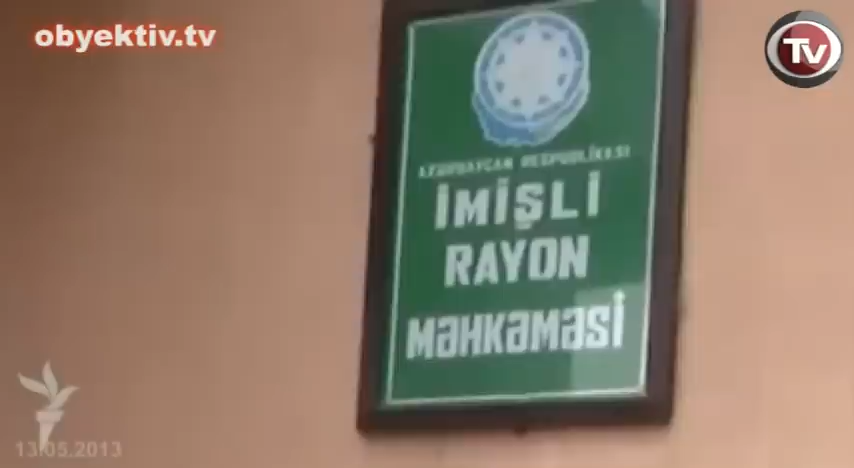 obyektiv.tv
TV
AZƏRBAYCAN RESPUBLİKASI
İMİŞLİ
RAYON
MƏHKƏMƏSİ
13.05.2013